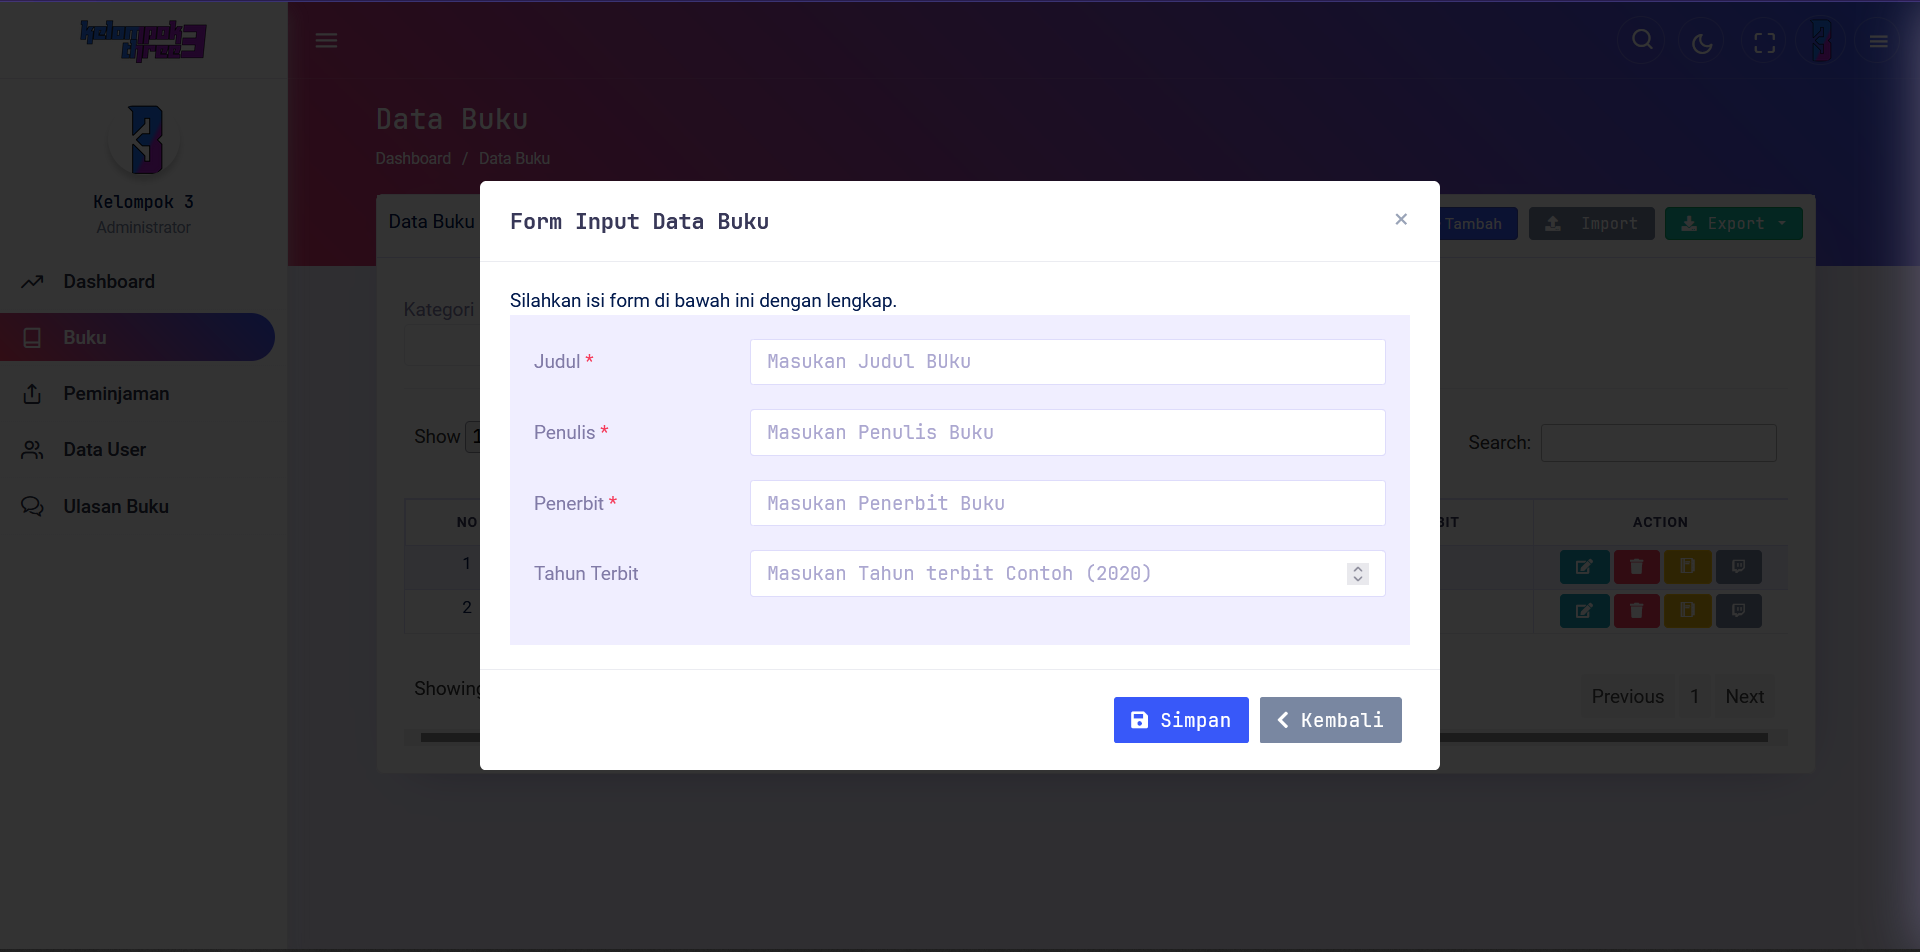 kelompok
tifres3
Data Buku
Dashboard / Data Buku
Kelompok 3
Administrator
Dashboard
Buku
Peminjaman
Data User
Ulasan Buku
Data Buku
Tambah
Import
Export
Kategori
Show 1
Search:
NO
BIT
ACTION
1
2
Showing
Previous 1 Next
Form Input Data Buku
×
Silahkan isi form di bawah ini dengan lengkap.
Judul * Masukan Judul BUku
Penulis * Masukan Penulis Buku
Penerbit * Masukan Penerbit Buku
Tahun Terbit Masukan Tahun terbit Contoh (2020)
Simpan Kembali